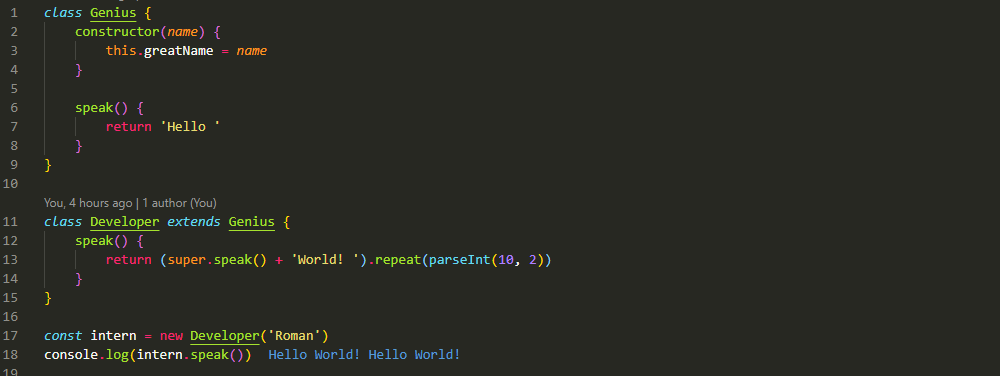 1 class Genius {
2     constructor(name) {
3         this.greatName = name
4     }
5
6     speak() {
7         return 'Hello '
8     }
9 }
10
You, 4 hours ago | 1 author (You)
11 class Developer extends Genius {
12     speak() {
13         return (super.speak() + 'World! ').repeat(parseInt(10, 2))
14     }
15 }
16
17 const intern = new Developer('Roman')
18 console.log(intern.speak())  Hello World! Hello World!
19